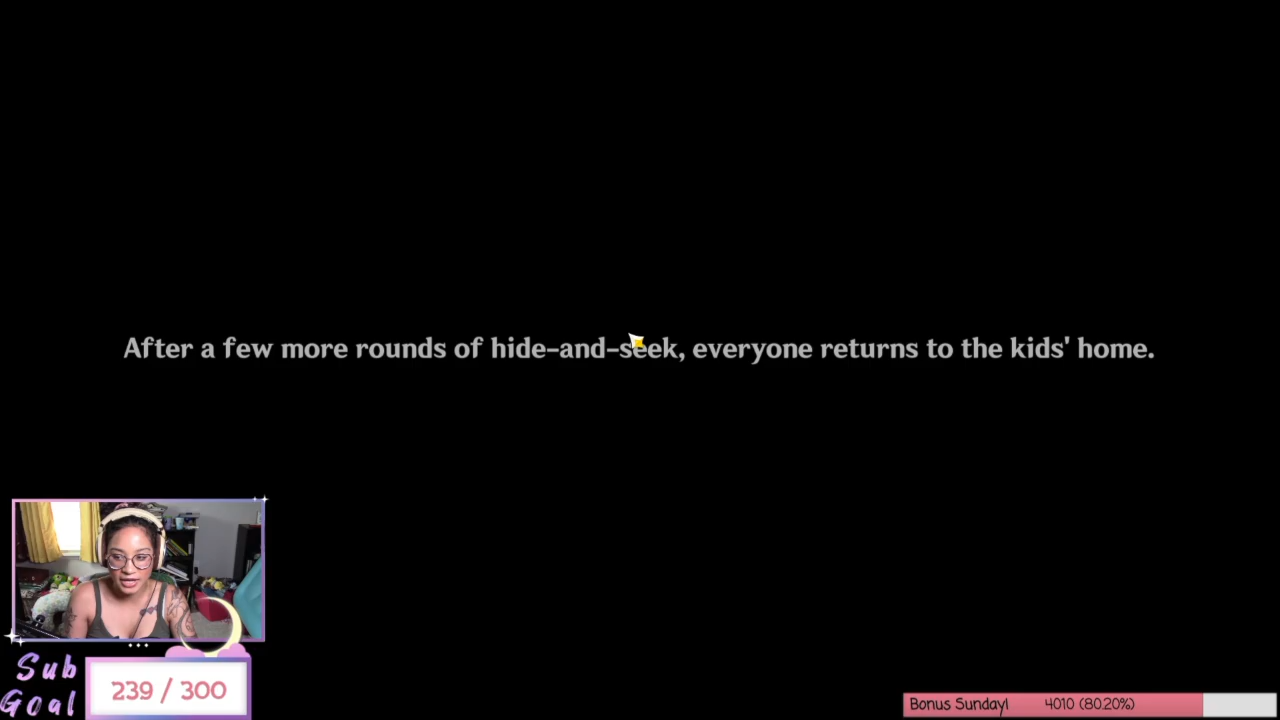 After a few more rounds of hide-and-seek, everyone returns to the kids' home.
Sub
Goal
239 / 300
Bonus Sunday! 4010 (80.20%)